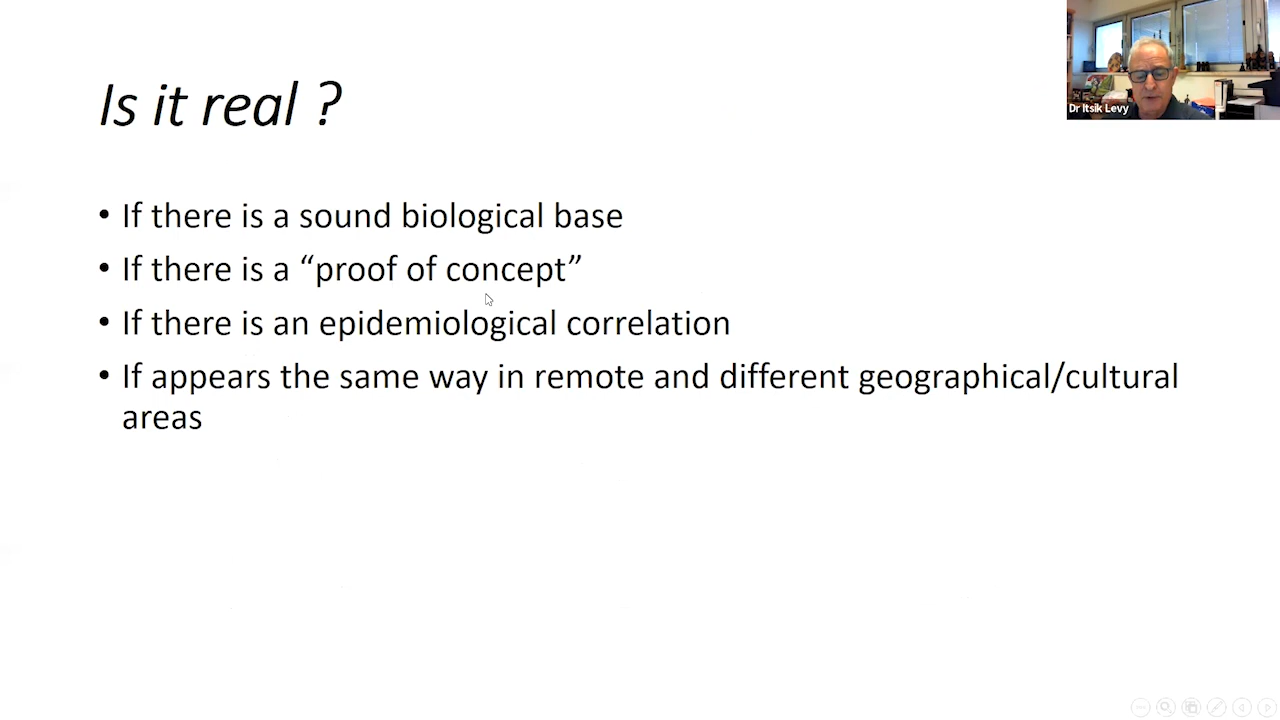 Is it real ?
Dr Itsik Levy
• If there is a sound biological base
• If there is a “proof of concept”
• If there is an epidemiological correlation
• If appears the same way in remote and different geographical/cultural
areas